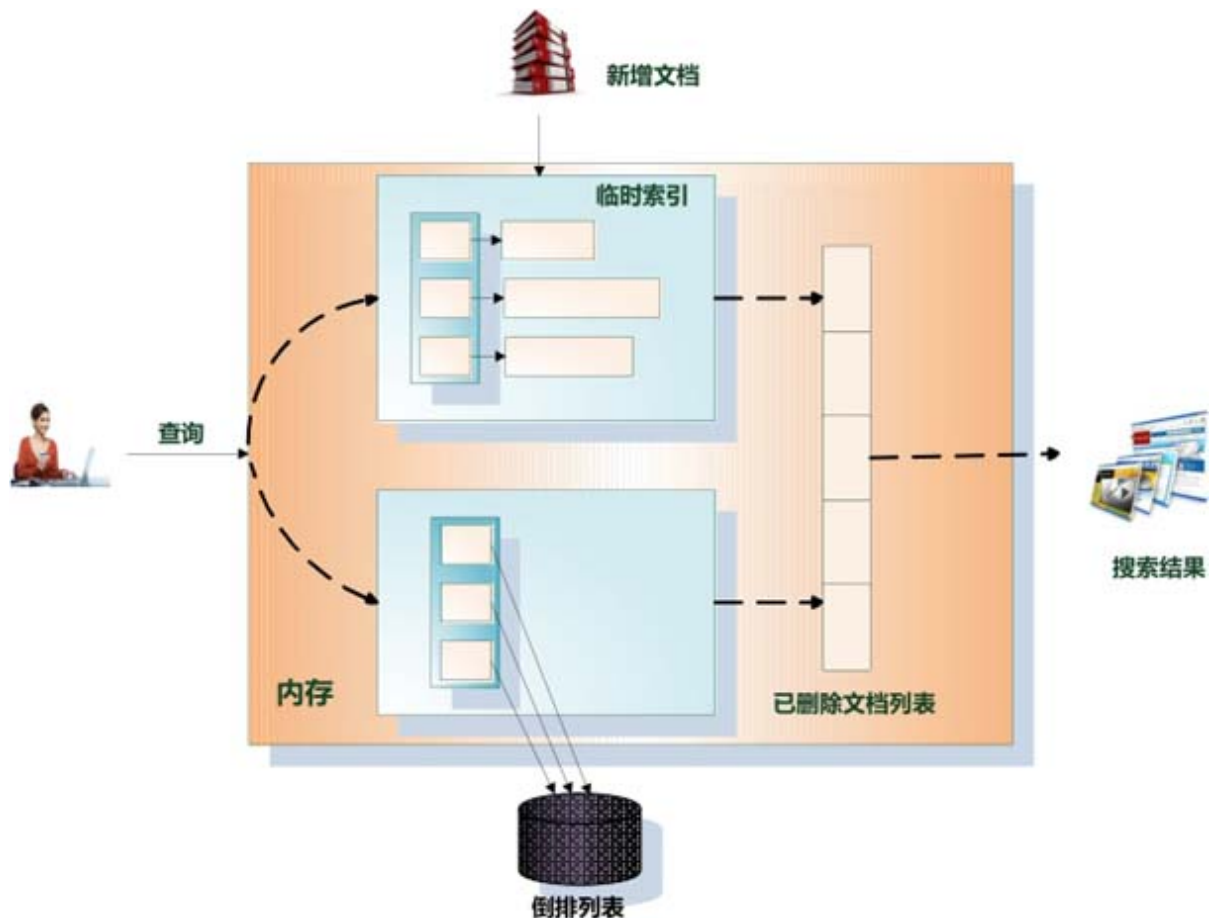 新增文档
临时索引
查询
搜索结果
内存
已删除文档列表
倒排列表